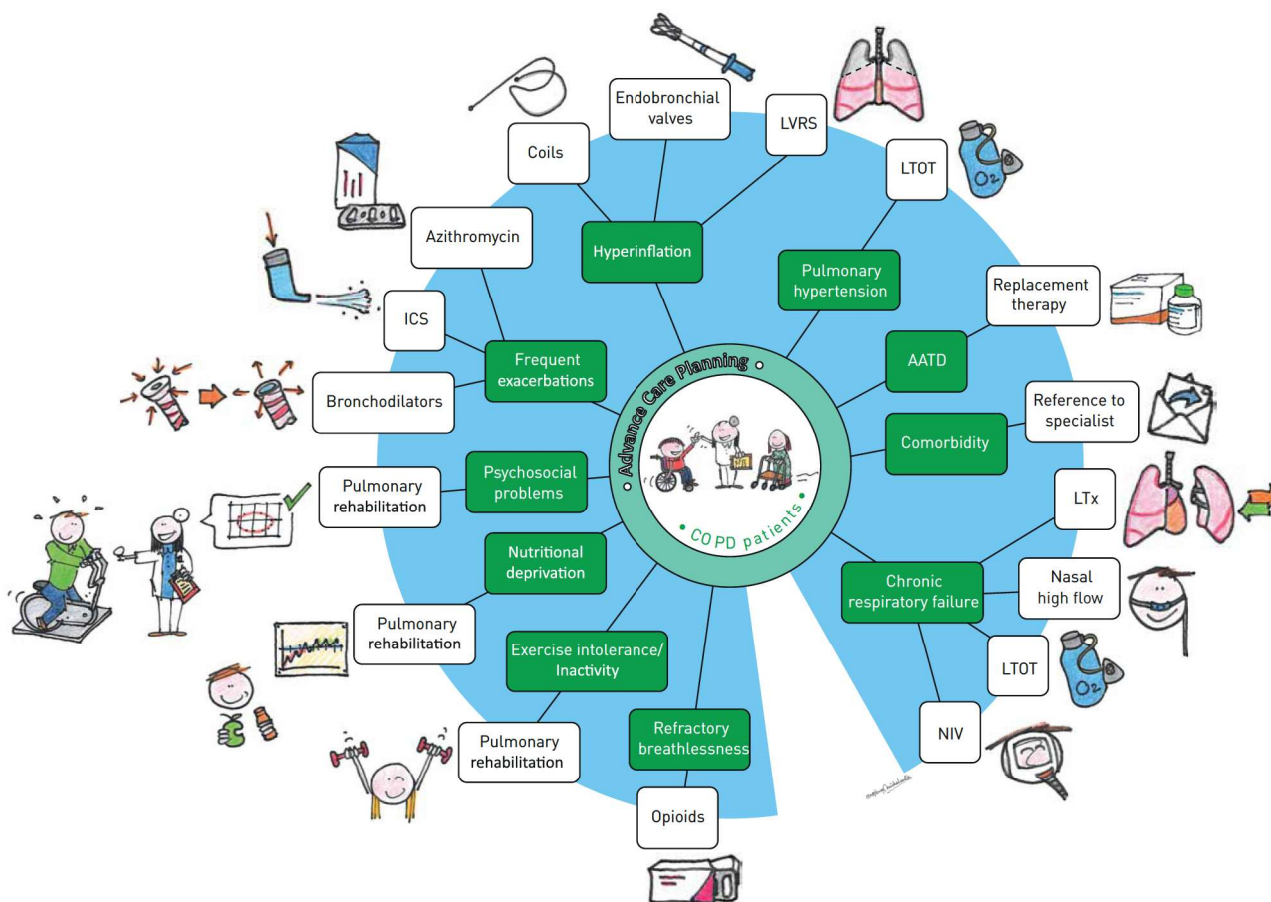 Endobronchial
valves
LVRS
Coils
LTOT
O2
Azithromycin
Hyperinflation
Pulmonary
hypertension
Replacement
therapy
ICS
Frequent
exacerbations
AATD
Advance Care Planning
Bronchodilators
Reference to
specialist
Comorbidity
Psychosocial
problems
Pulmonary
rehabilitation
COPD patients
LTx
Nutritional
deprivation
Chronic
respiratory failure
Nasal
high flow
Pulmonary
rehabilitation
Exercise intolerance/
Inactivity
LTOT
O2
Refractory
breathlessness
NIV
Pulmonary
rehabilitation
Opioids